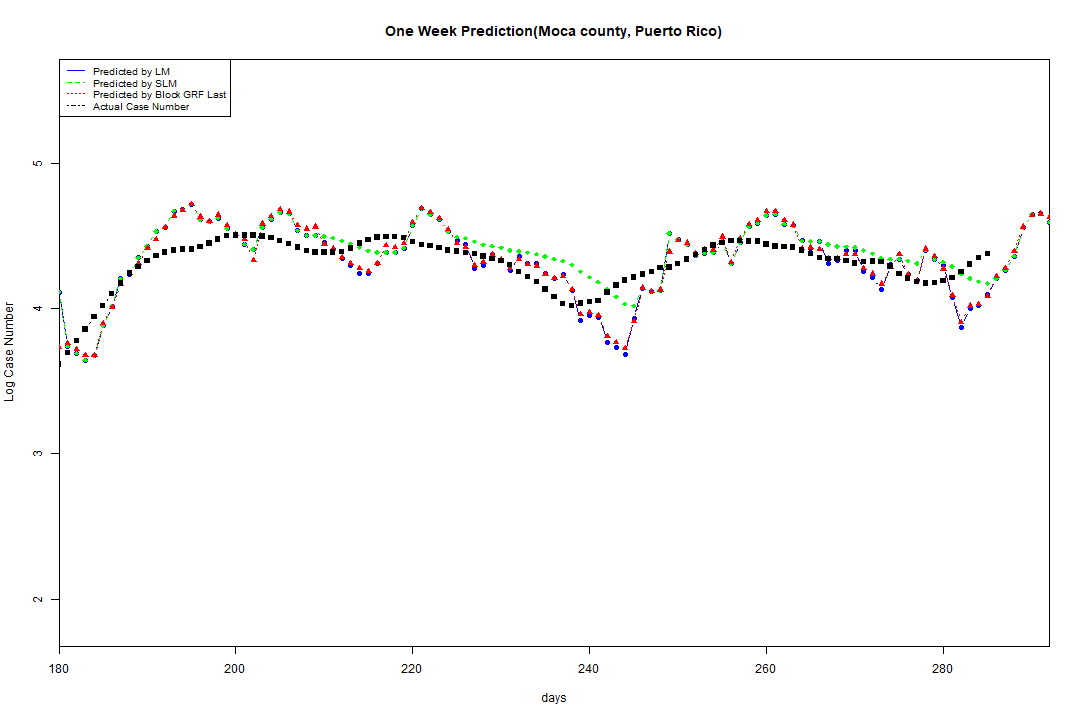 One Week Prediction(Moca county, Puerto Rico)
Predicted by LM
Predicted by SLM
Predicted by Block GRF Last
Actual Case Number
5
4
3
2
Log Case Number
180 200 220 240 260 280
days